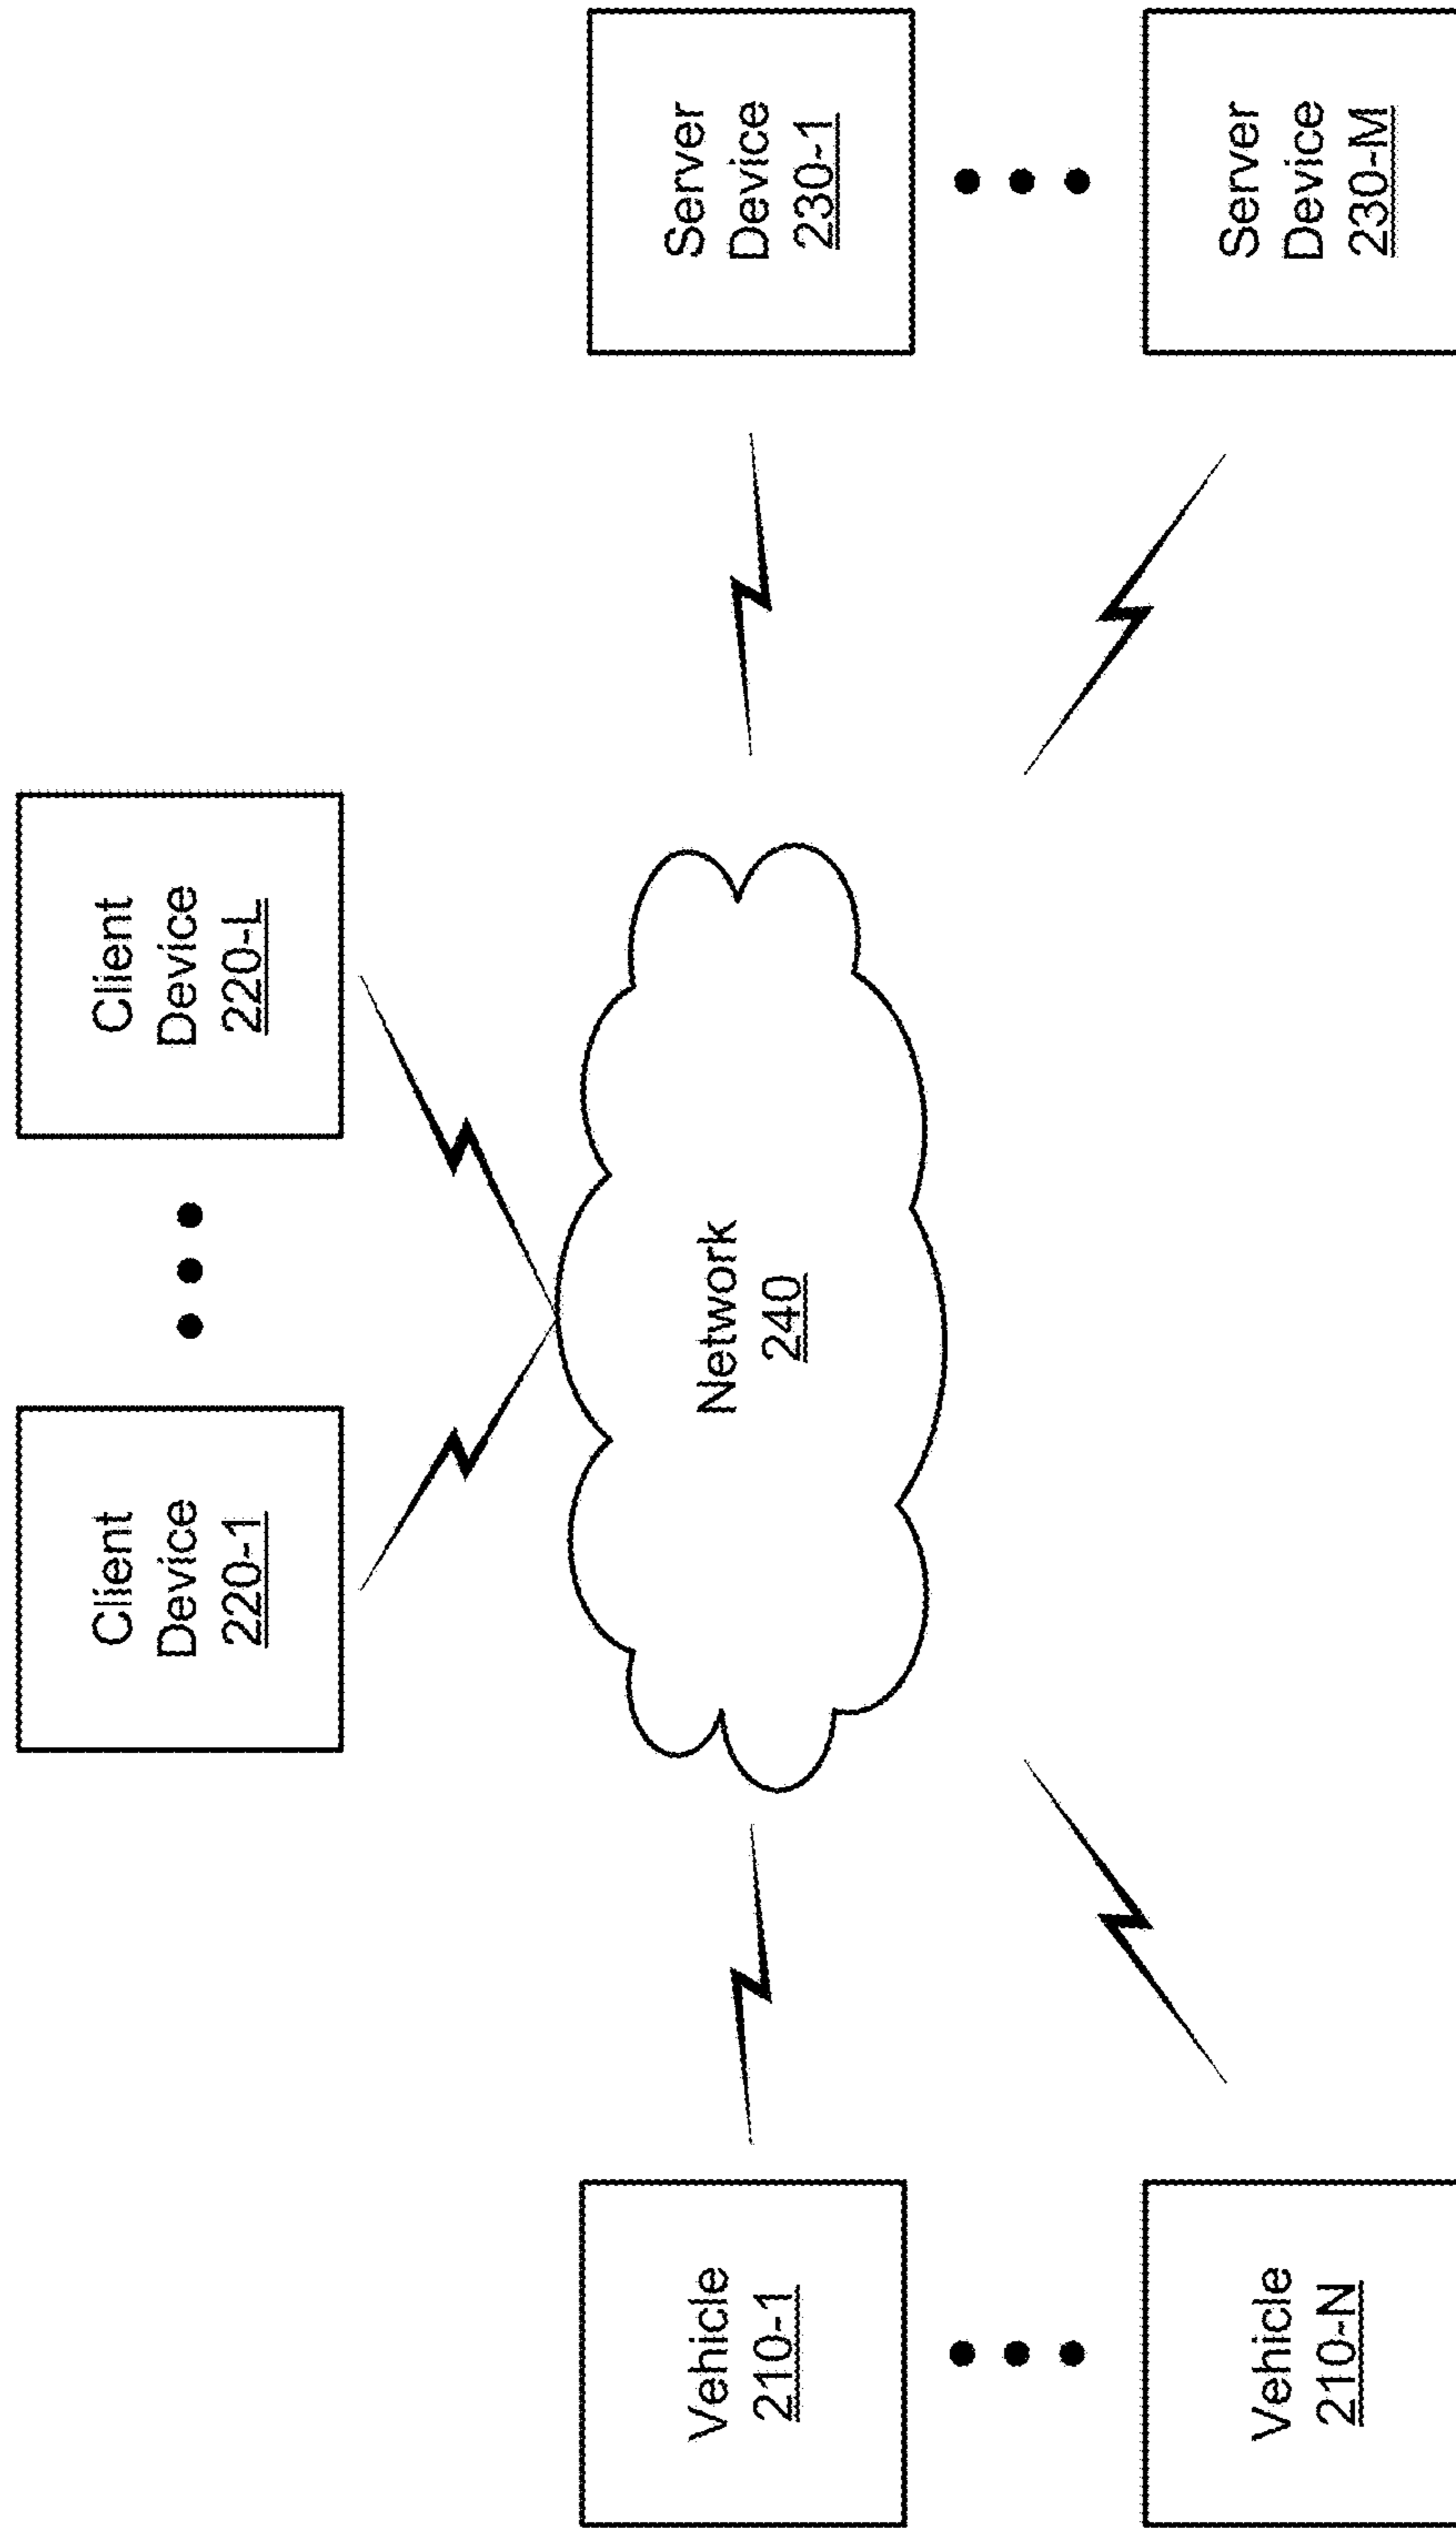 Client
Device
220-1
Client
Device
220-L
Vehicle
210-1
Network
240
Server
Device
230-1
Vehicle
210-N
Server
Device
230-M